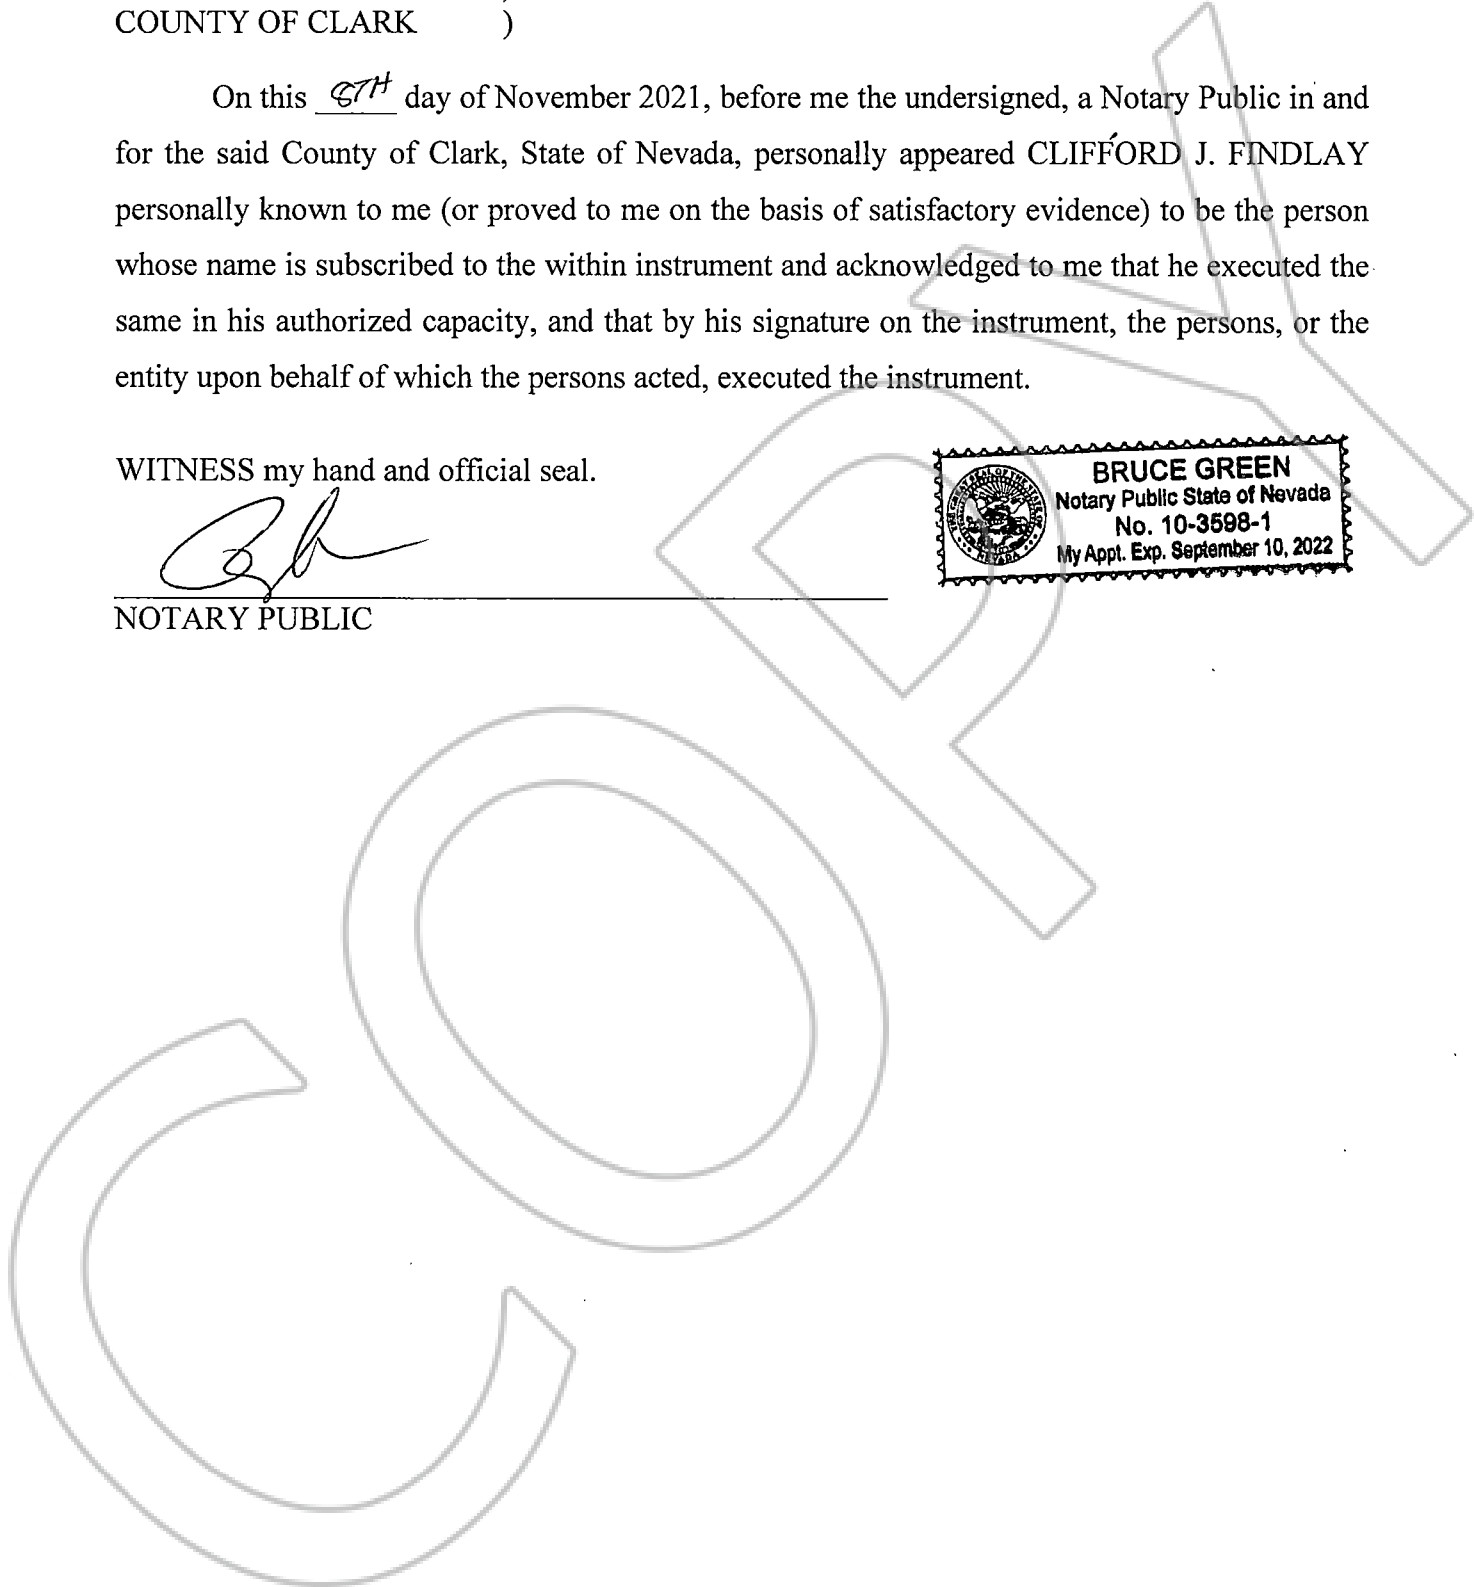 COUNTY OF CLARK )
On this 8TH day of November 2021, before me the undersigned, a Notary Public in and
for the said County of Clark, State of Nevada, personally appeared CLIFFORD J. FINDLAY
personally known to me (or proved to me on the basis of satisfactory evidence) to be the person
whose name is subscribed to the within instrument and acknowledged to me that he executed the
same in his authorized capacity, and that by his signature on the instrument, the persons, or the
entity upon behalf of which the persons acted, executed the instrument.
WITNESS my hand and official seal.
BRUCE GREEN
Notary Public State of Nevada
No. 10-3598-1
My Appt. Exp. September 10, 2022
NOTARY PUBLIC
COPY